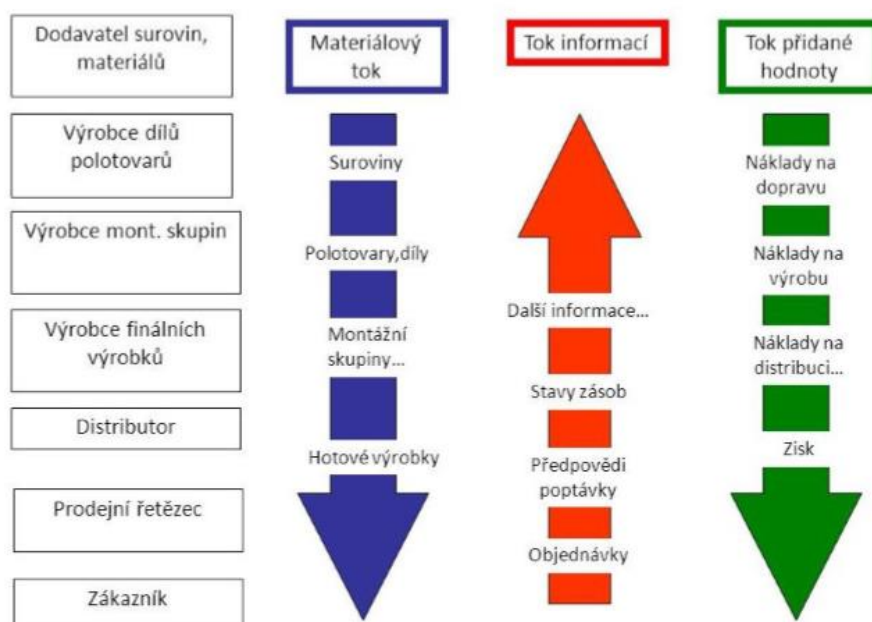 Dodavatel surovin,
materiálů
Výrobce dílů
polotovarů
Výrobce mont. skupin
Výrobce finálních
výrobků
Distributor
Prodejní řetězec
Zákazník
Materiálový
tok
Suroviny
Polotovary,díly
Montážní
skupiny...
Hotové výrobky
Tok informací
Další informace...
Stavy zásob
Předpovědi
poptávky
Objednávky
Tok přidané
hodnoty
Náklady na
dopravu
Náklady na
výrobu
Náklady na
distribuci...
Zisk